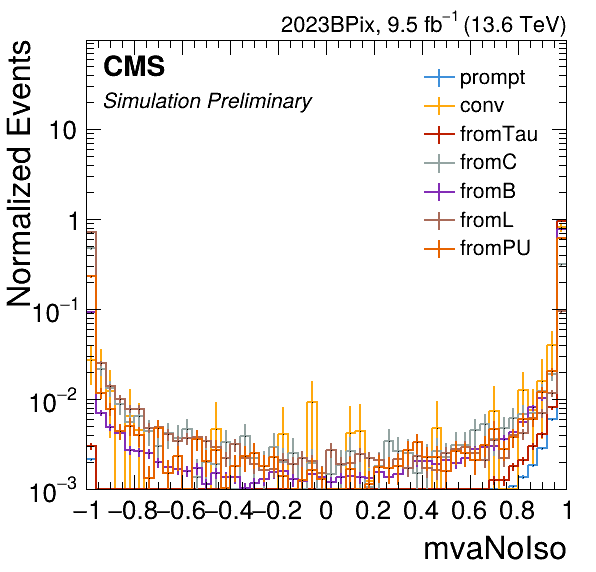 2023BPix, 9.5 fb⁻¹ (13.6 TeV)
CMS
Simulation Preliminary
prompt
conv
fromTau
fromC
fromB
fromL
fromPU
Normalized Events
10
1
10⁻¹
10⁻²
10⁻³
−1 −0.8 −0.6 −0.4 −0.2 0 0.2 0.4 0.6 0.8 1
mvaNoIso